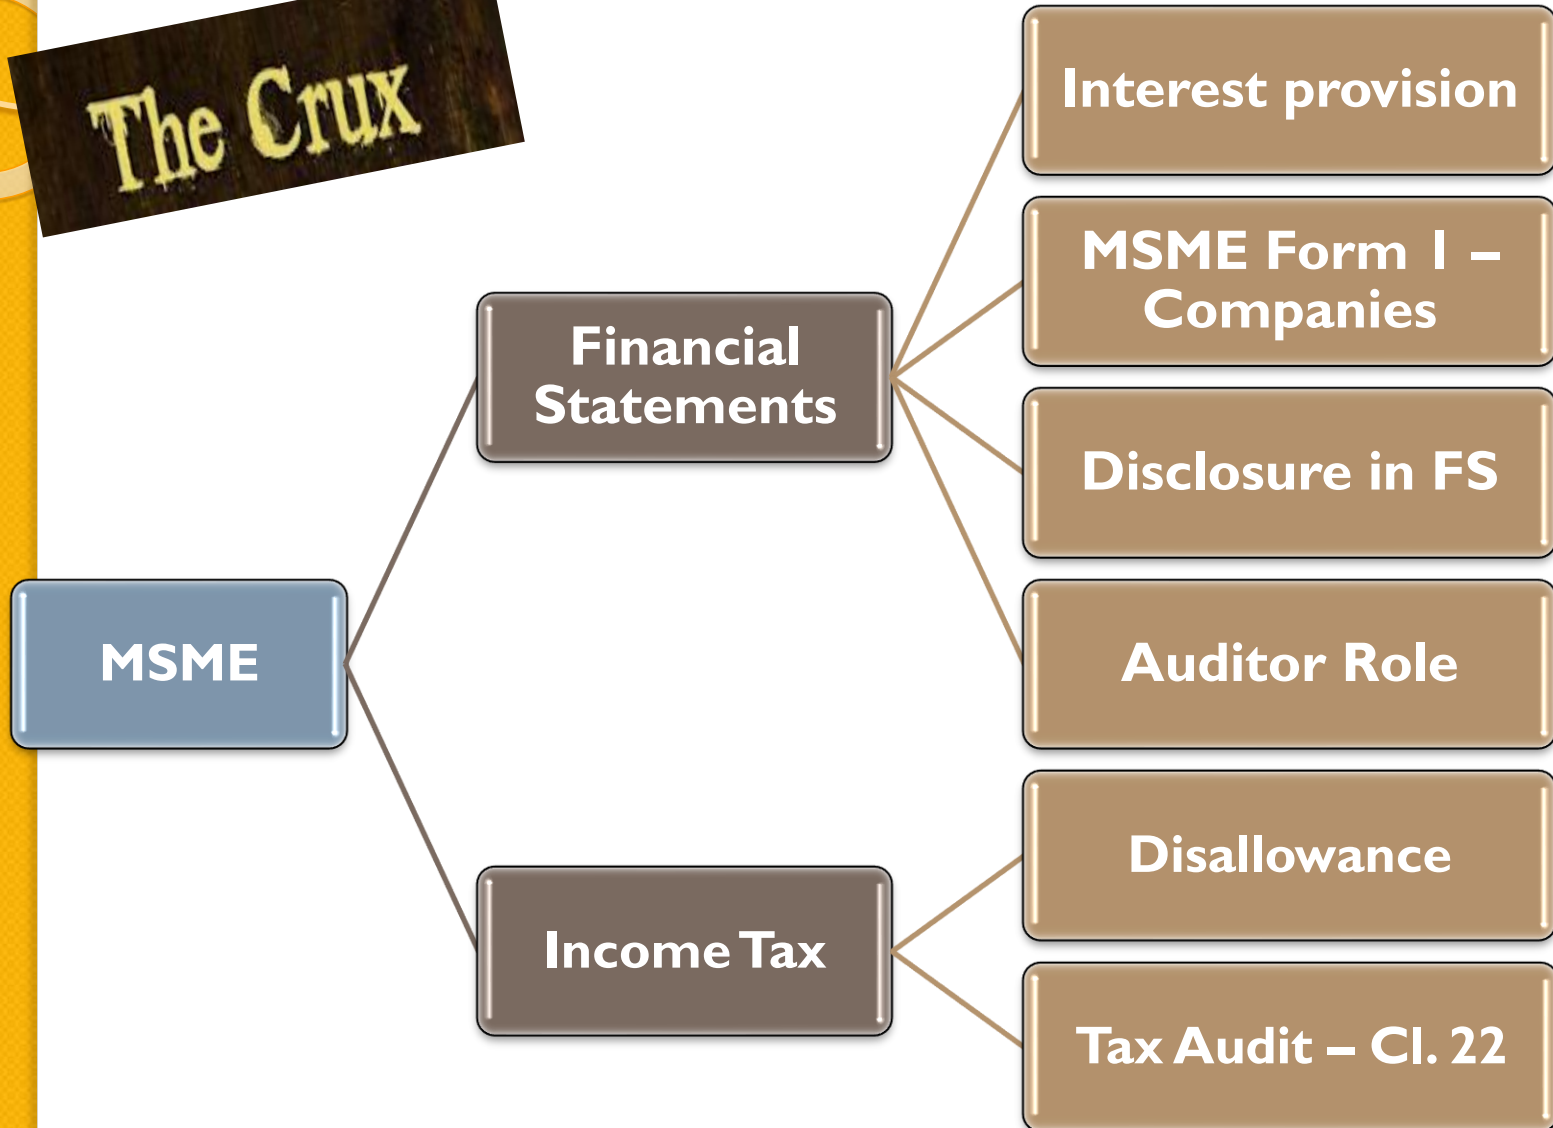 The Crux
Interest provision
MSME Form 1 –
Companies
Financial
Statements
Disclosure in FS
MSME
Auditor Role
Disallowance
Income Tax
Tax Audit – Cl. 22